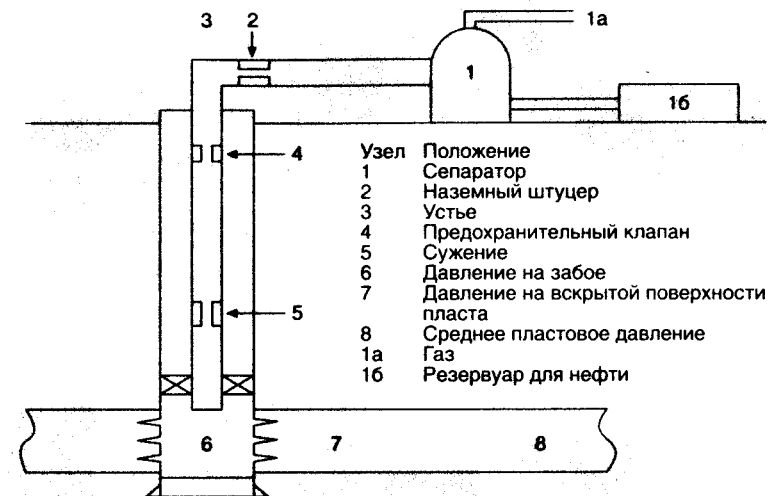 3 2 1а
1
1б
4
Узел Положение
1 Сепаратор
2 Наземный штуцер
3 Устье
4 Предохранительный клапан
5 Сужение
6 Давление на забое
7 Давление на вскрытой поверхности
пласта
8 Среднее пластовое давление
1а Газ
1б Резервуар для нефти
5
6 7 8